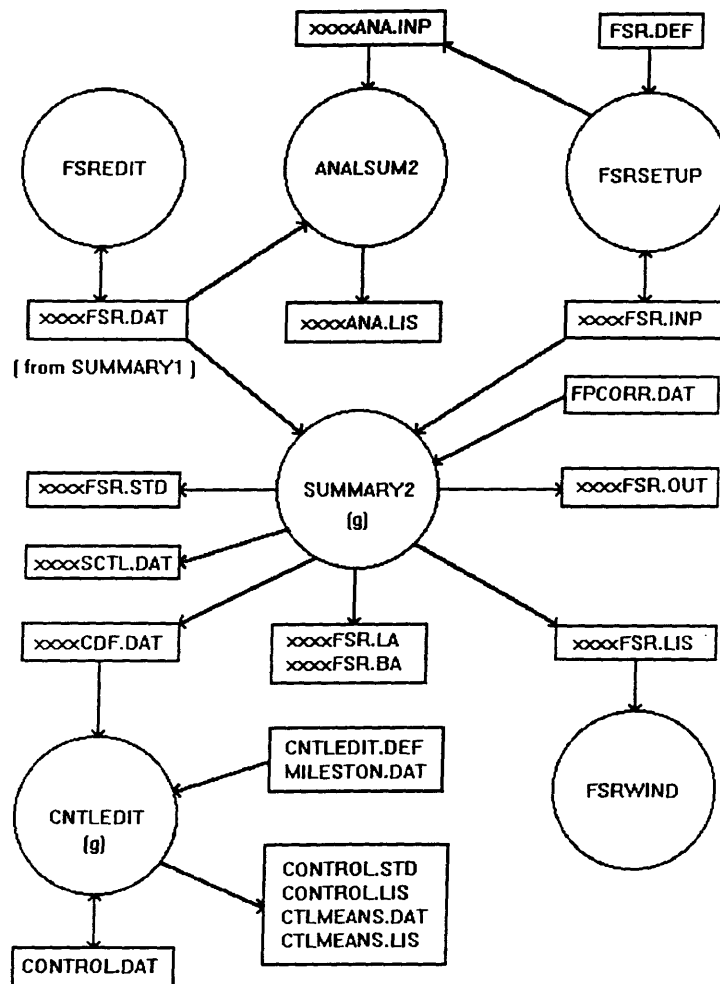 xxxxANA.INP
FSR.DEF
FSREDIT
ANALSUM2
FSRSETUP
xxxxFSR.DAT
xxxxANA.LIS
xxxxFSR.INP
( from SUMMARY1 )
FPCORR.DAT
xxxxFSR.STD
SUMMARY2
(g)
xxxxFSR.OUT
xxxxSCTL.DAT
xxxxCDF.DAT
xxxxFSR.LA
xxxxFSR.BA
xxxxFSR.LIS
CNTLEDIT.DEF
MILESTON.DAT
CNTLEDIT
(g)
FSRWIND
CONTROL.STD
CONTROL.LIS
CTLMEANS.DAT
CTLMEANS.LIS
CONTROL.DAT